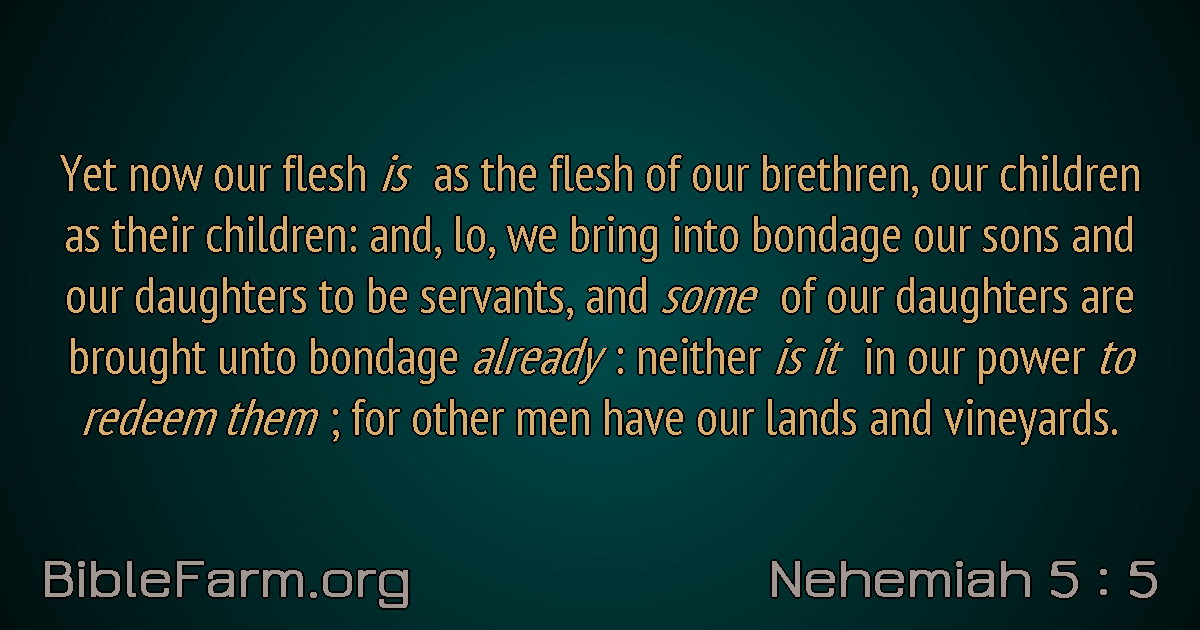 Yet now our flesh is as the flesh of our brethren, our children
as their children: and, lo, we bring into bondage our sons and
our daughters to be servants, and some of our daughters are
brought unto bondage already : neither is it in our power to
redeem them ; for other men have our lands and vineyards.
BibleFarm.org
Nehemiah 5 : 5